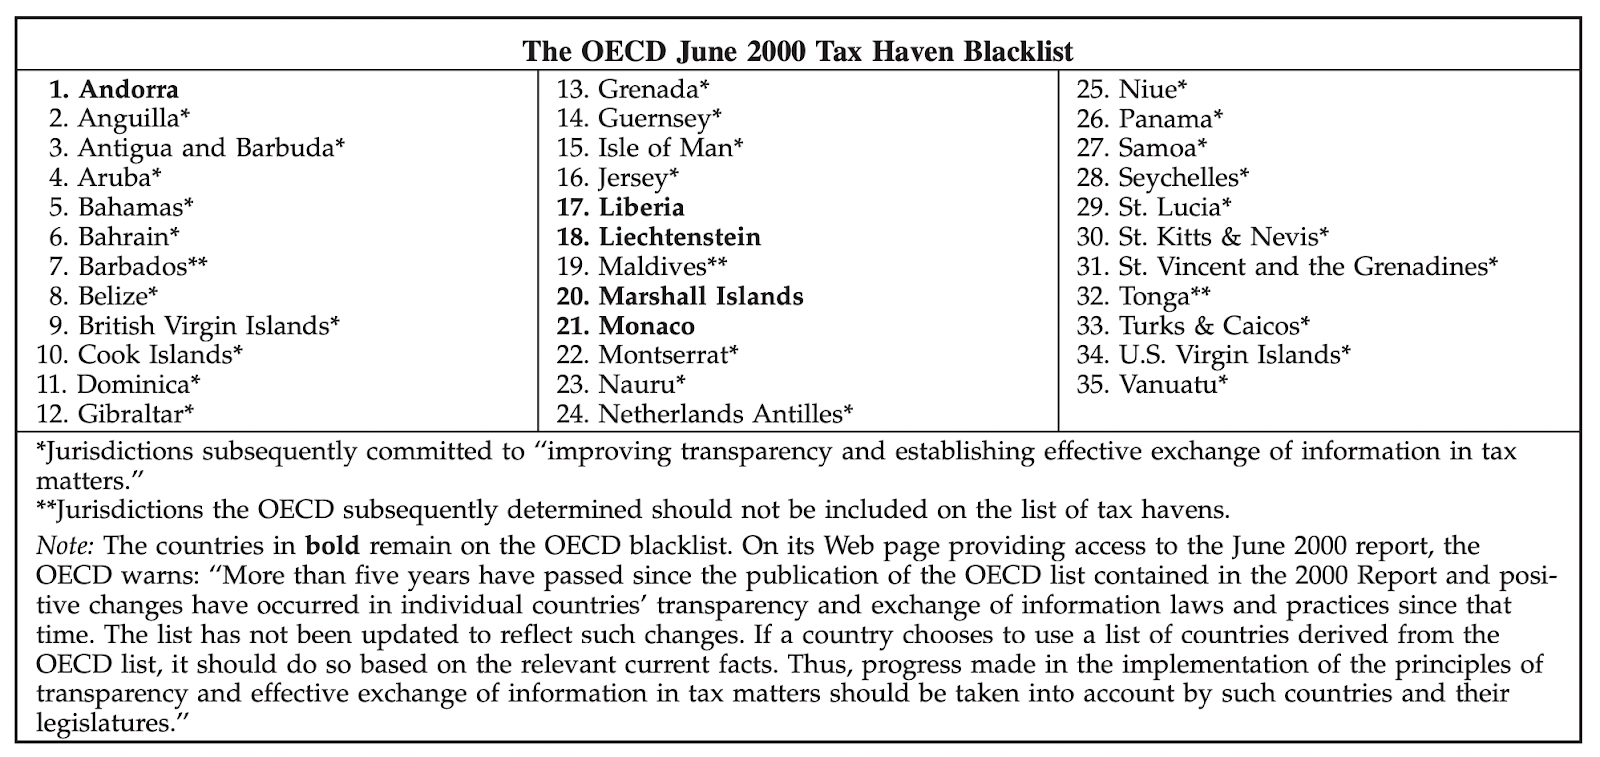 The OECD June 2000 Tax Haven Blacklist
1. Andorra
2. Anguilla*
3. Antigua and Barbuda*
4. Aruba*
5. Bahamas*
6. Bahrain*
7. Barbados**
8. Belize*
9. British Virgin Islands*
10. Cook Islands*
11. Dominica*
12. Gibraltar*
13. Grenada*
14. Guernsey*
15. Isle of Man*
16. Jersey*
17. Liberia
18. Liechtenstein
19. Maldives**
20. Marshall Islands
21. Monaco
22. Montserrat*
23. Nauru*
24. Netherlands Antilles*
25. Niue*
26. Panama*
27. Samoa*
28. Seychelles*
29. St. Lucia*
30. St. Kitts & Nevis*
31. St. Vincent and the Grenadines*
32. Tonga**
33. Turks & Caicos*
34. U.S. Virgin Islands*
35. Vanuatu*
*Jurisdictions subsequently committed to “improving transparency and establishing effective exchange of information in tax
matters.”
**Jurisdictions the OECD subsequently determined should not be included on the list of tax havens.
Note: The countries in bold remain on the OECD blacklist. On its Web page providing access to the June 2000 report, the
OECD warns: “More than five years have passed since the publication of the OECD list contained in the 2000 Report and posi-
tive changes have occurred in individual countries’ transparency and exchange of information laws and practices since that
time. The list has not been updated to reflect such changes. If a country chooses to use a list of countries derived from the
OECD list, it should do so based on the relevant current facts. Thus, progress made in the implementation of the principles of
transparency and effective exchange of information in tax matters should be taken into account by such countries and their
legislatures.”